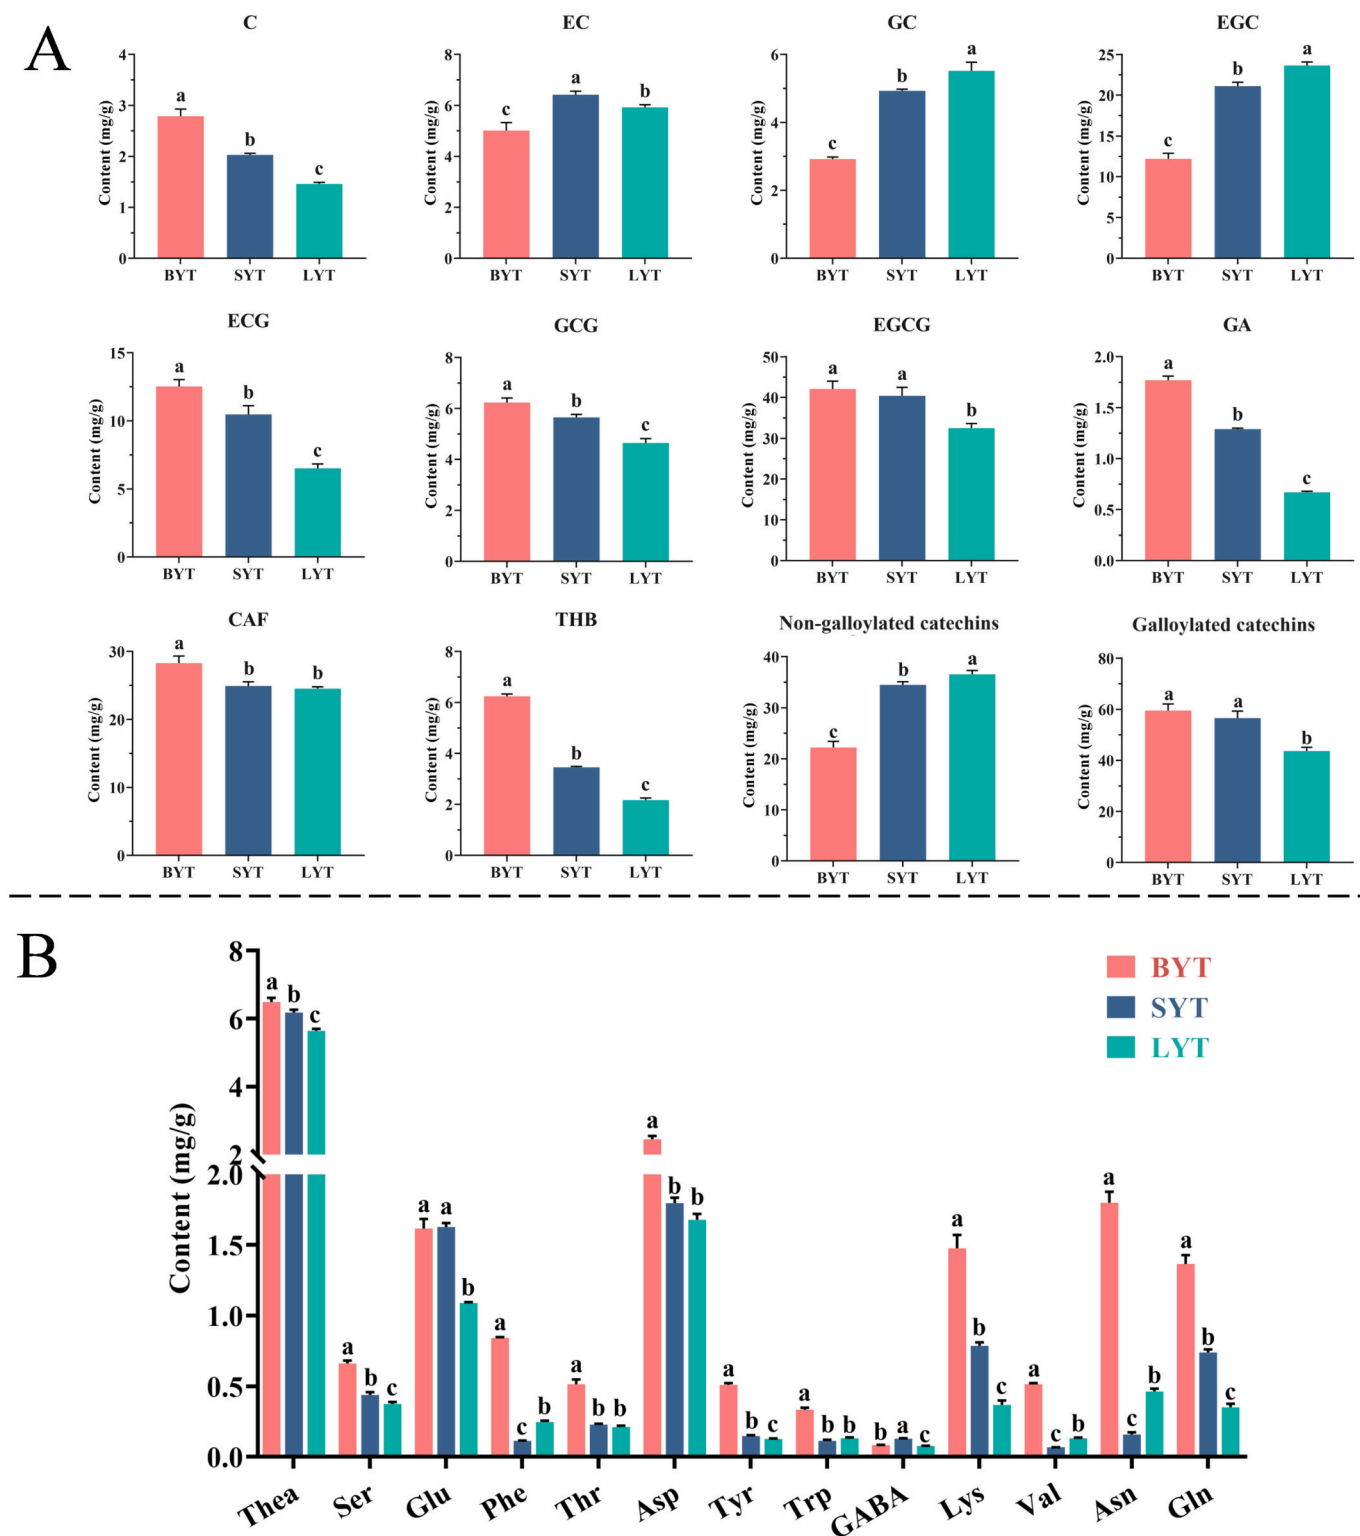 A
C
EC
GC
EGC
Content (mg/g)
4
3
2
1
0
a
b
c
BYT
SYT
LYT
Content (mg/g)
8
6
4
2
0
c
a
b
BYT
SYT
LYT
Content (mg/g)
6
4
2
0
c
b
a
BYT
SYT
LYT
Content (mg/g)
25
20
15
10
5
0
c
b
a
BYT
SYT
LYT
ECG
GCG
EGCG
GA
Content (mg/g)
15
10
5
0
a
b
c
BYT
SYT
LYT
Content (mg/g)
8
6
4
2
0
a
b
c
BYT
SYT
LYT
Content (mg/g)
50
40
30
20
10
0
a
a
b
BYT
SYT
LYT
Content (mg/g)
2.0
1.5
1.0
0.5
0.0
a
b
c
BYT
SYT
LYT
CAF
THB
Non-galloylated catechins
Galloylated catechins
Content (mg/g)
30
20
10
0
a
b
b
BYT
SYT
LYT
Content (mg/g)
8
6
4
2
0
a
b
c
BYT
SYT
LYT
Content (mg/g)
40
30
20
10
0
c
b
a
BYT
SYT
LYT
Content (mg/g)
80
60
40
20
0
a
a
b
BYT
SYT
LYT
B
BYT
SYT
LYT
Content (mg/g)
8
6
4
2
2.0
1.5
1.0
0.5
0.0
a b c
a b c
a a b
a c b
a b b
a b b
a b c
a b b
b a c
a b c
a c b
a c b
a b c
Thea
Ser
Glu
Phe
Thr
Asp
Tyr
Trp
GABA
Lys
Val
Asn
Gln